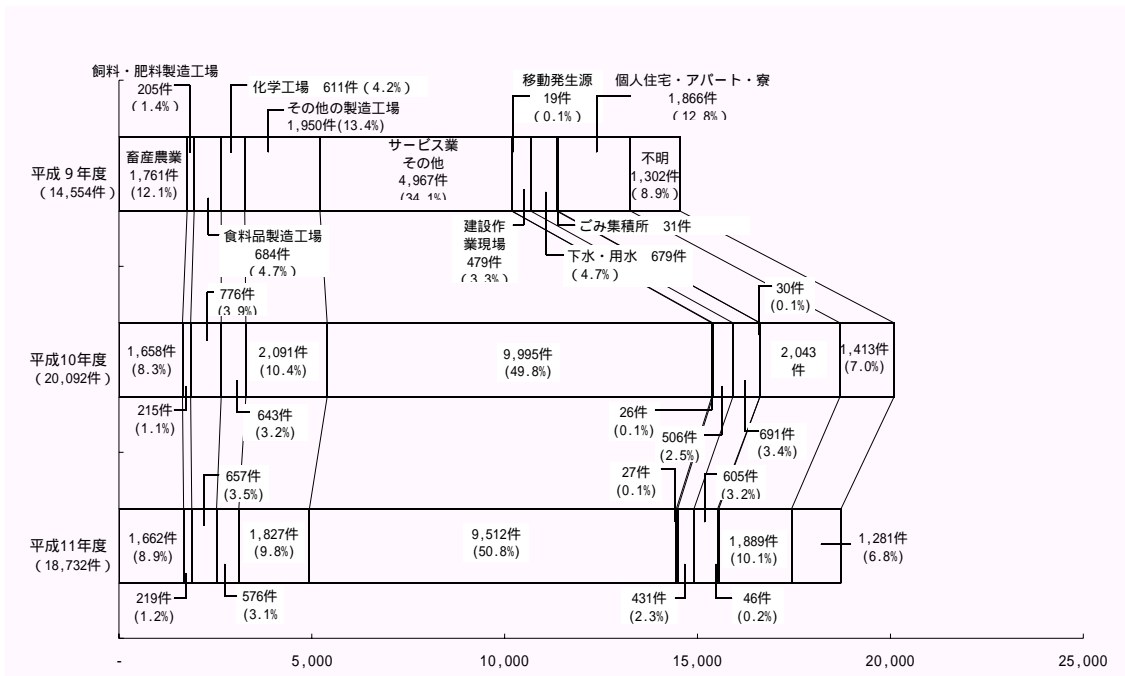 飼料・肥料製造工場
205件
(1.4%)
化学工場 611件(4.2%)
その他の製造工場
1,950件(13.4%)
移動発生源
19件
(0.1%)
個人住宅・アパート・寮
1,866件
(12.8%)
平成９年度
(14,554件)
畜産農業
1,761件
(12.1%)
サービス業
その他
4,967件
(34.1%)
不明
1,302件
(8.9%)
食料品製造工場
684件
(4.7%)
建設作
業現場
479件
(3.3%)
ごみ集積所 31件
下水・用水 679件
(4.7%)
776件
(3.9%)
30件
(0.1%)
平成10年度
(20,092件)
1,658件
(8.3%)
2,091件
(10.4%)
9,995件
(49.8%)
2,043
件
1,413件
(7.0%)
215件
(1.1%)
643件
(3.2%)
26件
(0.1%)
506件
(2.5%)
691件
(3.4%)
657件
(3.5%)
27件
(0.1%)
605件
(3.2%)
平成11年度
(18,732件)
1,662件
(8.9%)
1,827件
(9.8%)
9,512件
(50.8%)
1,889件
(10.1%)
1,281件
(6.8%)
219件
(1.2%)
576件
(3.1%
431件
(2.3%)
46件
(0.2%)
- 5,000 10,000 15,000 20,000 25,000